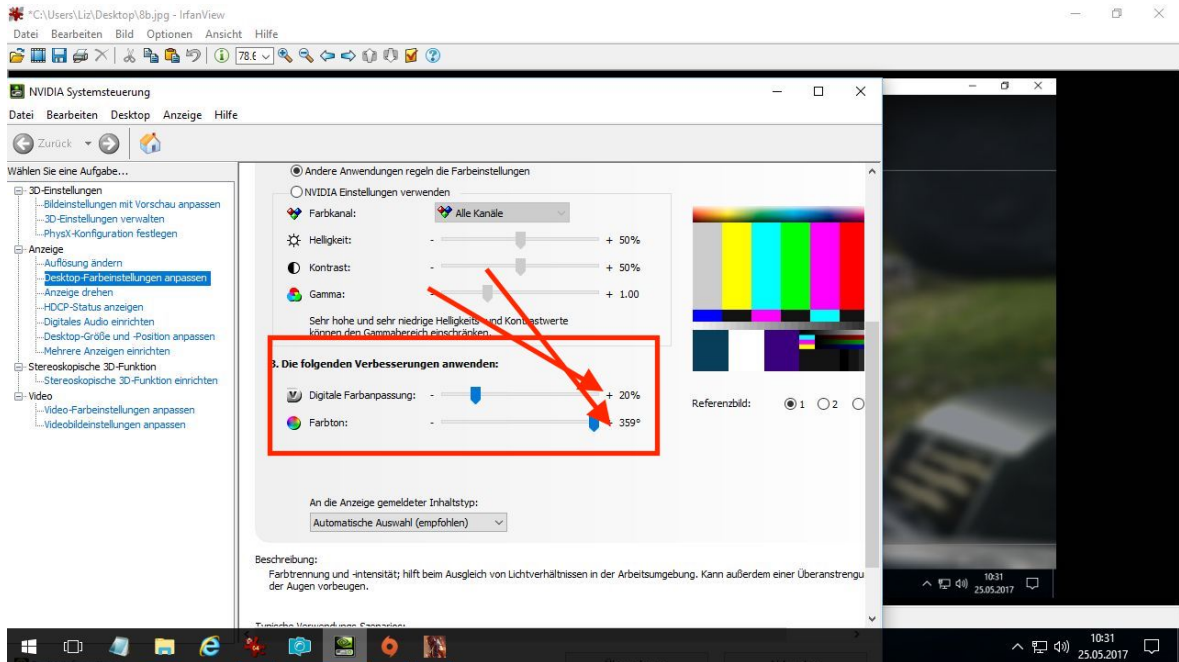 *C:\Users\Liz\Desktop\8b.jpg - IrfanView
Datei Bearbeiten Bild Optionen Ansicht Hilfe
78.6
NVIDIA Systemsteuerung
Datei Bearbeiten Desktop Anzeige Hilfe
Zurück
Wählen Sie eine Aufgabe...
3D-Einstellungen
Bildeinstellungen mit Vorschau anpassen
3D-Einstellungen verwalten
PhysX-Konfiguration festlegen
Anzeige
Auflösung ändern
Desktop-Farbeinstellungen anpassen
Anzeige drehen
HDCP-Status anzeigen
Digitales Audio einrichten
Desktop-Größe und -Position anpassen
Mehrere Anzeigen einrichten
Stereoskopische 3D-Funktion
Stereoskopische 3D-Funktion einrichten
Video
Video-Farbeinstellungen anpassen
Videobildeinstellungen anpassen
Andere Anwendungen regeln die Farbeinstellungen
NVIDIA Einstellungen verwenden
Farbkanal: Alle Kanäle
Helligkeit: - + 50%
Kontrast: - + 50%
Gamma: - + 1.00
Sehr hohe und sehr niedrige Helligkeits- und Kontrastwerte
können den Gammabereich einschränken.
3. Die folgenden Verbesserungen anwenden:
Digitale Farbanpassung: - + 20%
Farbton: - + 359°
Referenzbild: 1 2
An die Anzeige gemeldeter Inhaltstyp:
Automatische Auswahl (empfohlen)
Beschreibung:
Farbtrennung und -intensität; hilft beim Ausgleich von Lichtverhältnissen in der Arbeitsumgebung. Kann außerdem einer Überanstrengu
der Augen vorbeugen.
Typische Verwendungs-Szenarien:
10:31
25.05.2017
10:31
25.05.2017